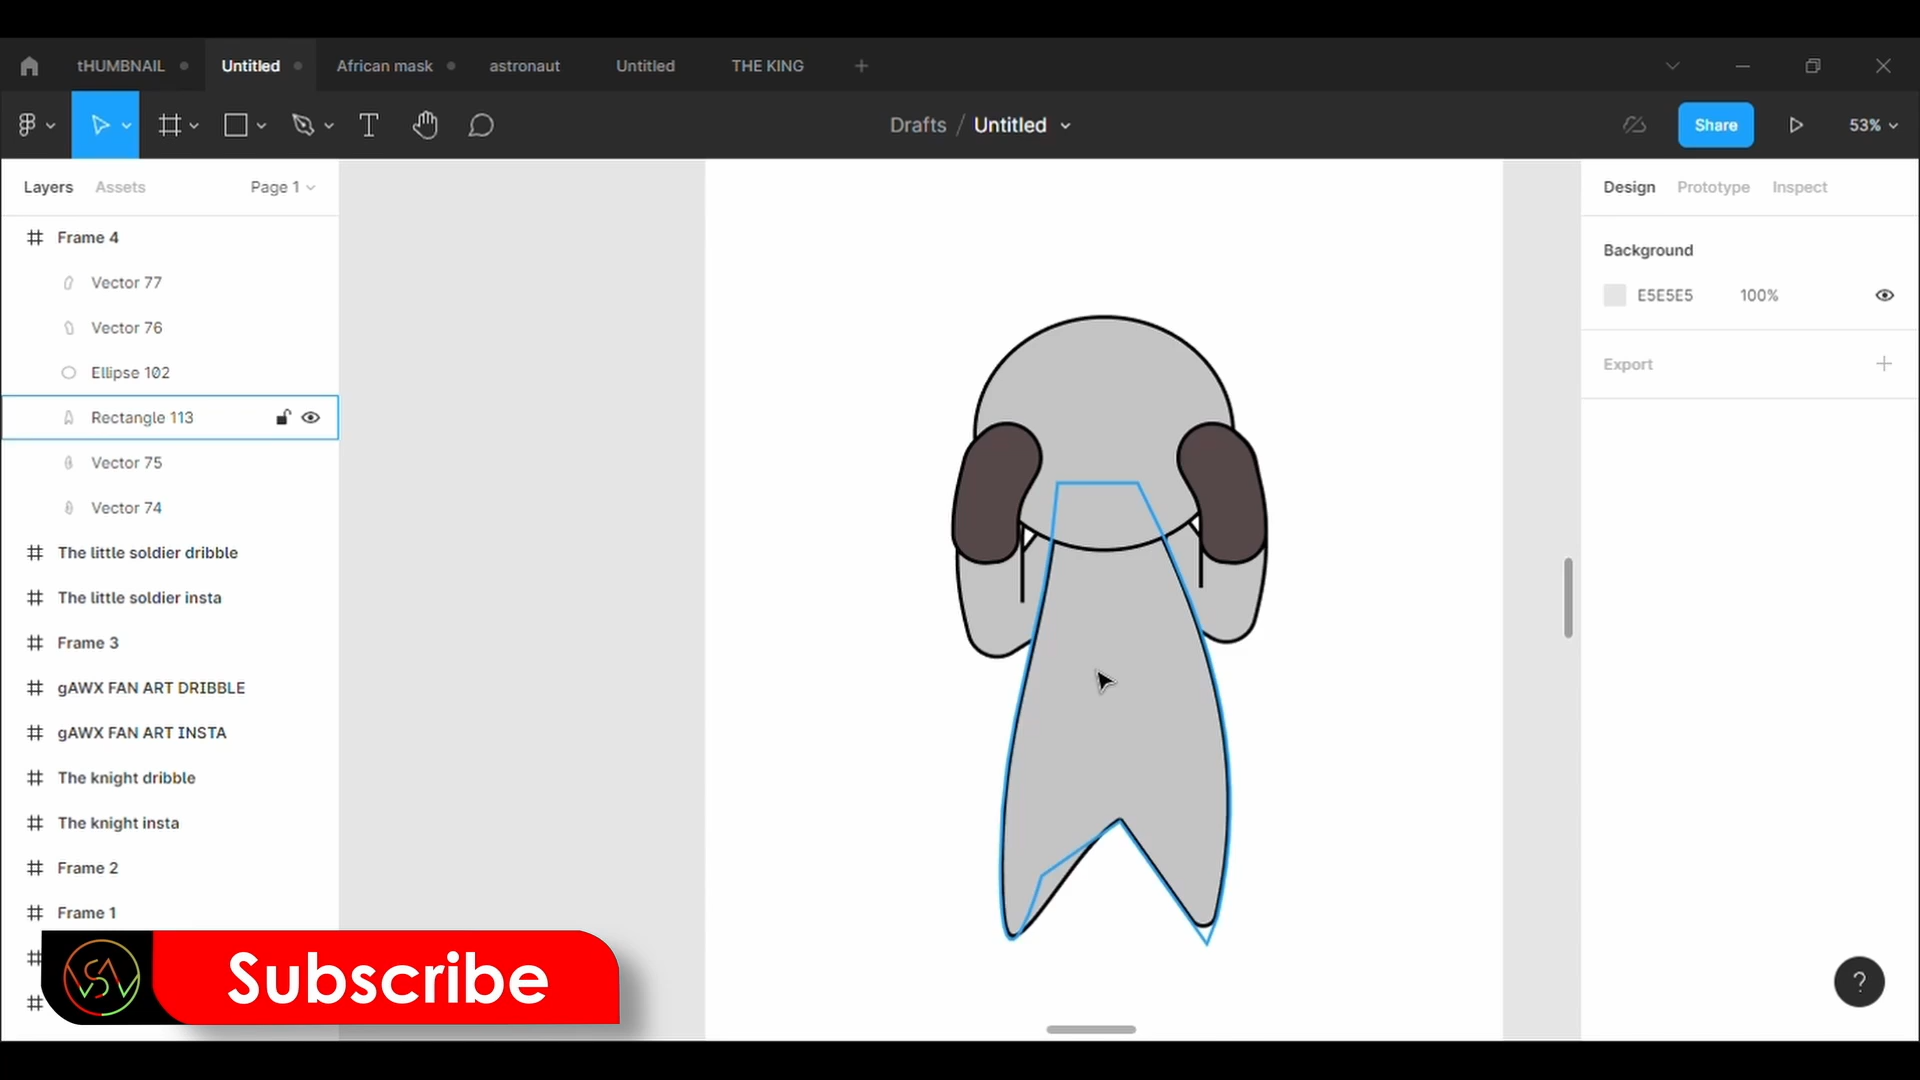 tHUMBNAIL
Untitled
African mask
astronaut
Untitled
THE KING
Drafts / Untitled
Share
53%
Layers
Assets
Page 1
Design
Prototype
Inspect
Frame 4
Vector 77
Vector 76
Ellipse 102
Rectangle 113
Vector 75
Vector 74
The little soldier dribble
The little soldier insta
Frame 3
gAWX FAN ART DRIBBLE
gAWX FAN ART INSTA
The knight dribble
The knight insta
Frame 2
Frame 1
Background
E5E5E5 100%
Export
Subscribe
?